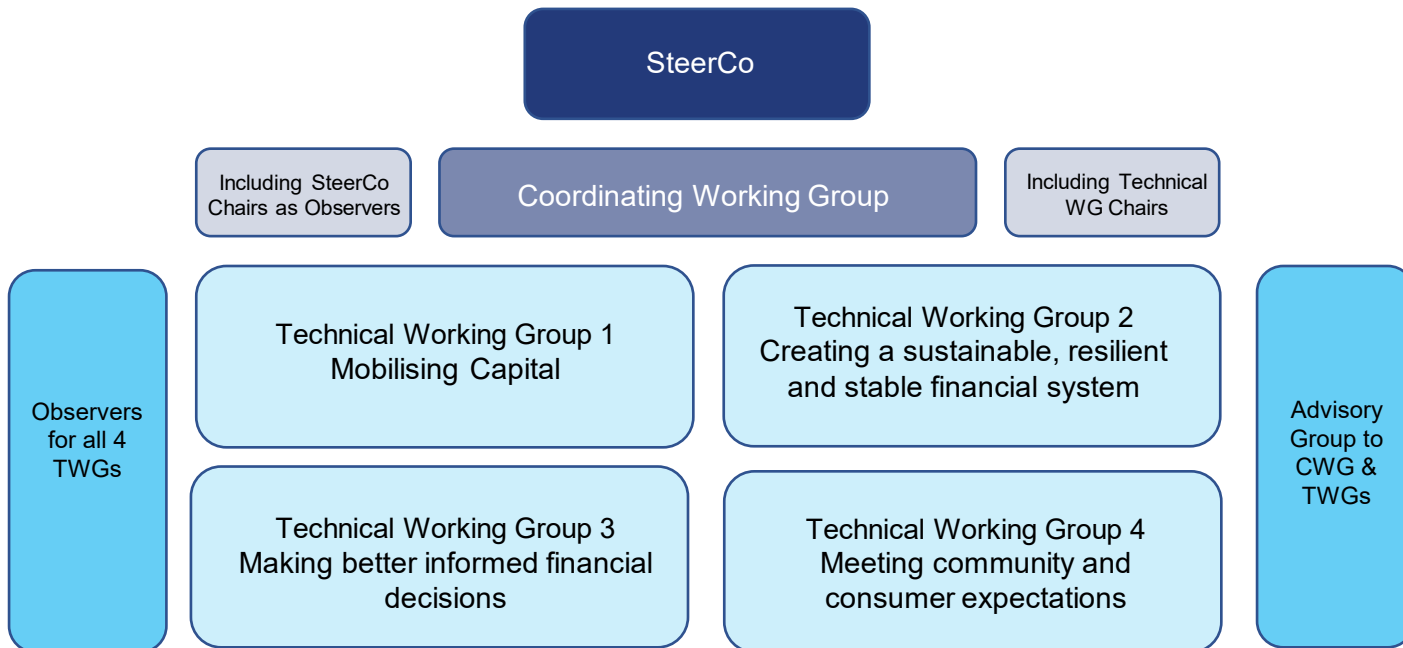 SteerCo
Including SteerCo
Chairs as Observers
Coordinating Working Group
Including Technical
WG Chairs
Observers
for all 4
TWGs
Technical Working Group 1
Mobilising Capital
Technical Working Group 2
Creating a sustainable, resilient
and stable financial system
Technical Working Group 3
Making better informed financial
decisions
Technical Working Group 4
Meeting community and
consumer expectations
Advisory
Group to
CWG &
TWGs